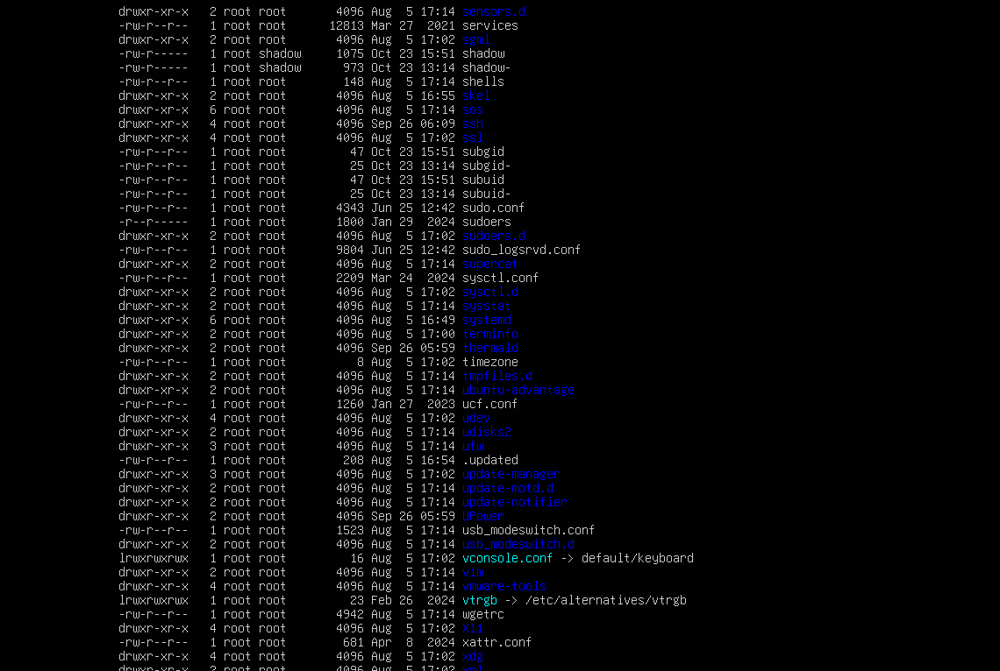 drwxr-xr-x   2 root root       4096 Aug  5 17:14 sensors.d
-rw-r--r--   1 root root      12813 Mar 27  2021 services
drwxr-xr-x   2 root root       4096 Aug  5 17:02 sgml
-rw-r-----   1 root shadow     1075 Oct 23 15:51 shadow
-rw-r-----   1 root shadow      973 Oct 23 13:14 shadow-
-rw-r--r--   1 root root        148 Aug  5 17:14 shells
drwxr-xr-x   2 root root       4096 Aug  5 16:55 skel
drwxr-xr-x   6 root root       4096 Aug  5 17:14 sos
drwxr-xr-x   4 root root       4096 Sep 26 06:09 ssh
drwxr-xr-x   4 root root       4096 Aug  5 17:02 ssl
-rw-r--r--   1 root root         47 Oct 23 15:51 subgid
-rw-r--r--   1 root root         25 Oct 23 13:14 subgid-
-rw-r--r--   1 root root         47 Oct 23 15:51 subuid
-rw-r--r--   1 root root         25 Oct 23 13:14 subuid-
-rw-r--r--   1 root root       4343 Jun 25 12:42 sudo.conf
-r--r-----   1 root root       1800 Jan 29  2024 sudoers
drwxr-xr-x   2 root root       4096 Aug  5 17:02 sudoers.d
-rw-r--r--   1 root root       9804 Jun 25 12:42 sudo_logsrvd.conf
drwxr-xr-x   2 root root       4096 Aug  5 17:14 supercat
-rw-r--r--   1 root root       2209 Mar 24  2024 sysctl.conf
drwxr-xr-x   2 root root       4096 Aug  5 17:02 sysctl.d
drwxr-xr-x   2 root root       4096 Aug  5 17:14 sysstat
drwxr-xr-x   6 root root       4096 Aug  5 16:49 systemd
drwxr-xr-x   2 root root       4096 Aug  5 17:00 terminfo
drwxr-xr-x   2 root root       4096 Sep 26 05:59 thermald
-rw-r--r--   1 root root          8 Aug  5 17:02 timezone
drwxr-xr-x   2 root root       4096 Aug  5 17:14 tmpfiles.d
drwxr-xr-x   2 root root       4096 Aug  5 17:14 ubuntu-advantage
-rw-r--r--   1 root root       1260 Jan 27  2023 ucf.conf
drwxr-xr-x   4 root root       4096 Aug  5 17:02 udev
drwxr-xr-x   2 root root       4096 Aug  5 17:14 udisks2
drwxr-xr-x   3 root root       4096 Aug  5 17:14 ufw
-rw-r--r--   1 root root        208 Aug  5 16:54 .updated
drwxr-xr-x   3 root root       4096 Aug  5 17:02 update-manager
drwxr-xr-x   2 root root       4096 Aug  5 17:14 update-motd.d
drwxr-xr-x   2 root root       4096 Aug  5 17:14 update-notifier
drwxr-xr-x   2 root root       4096 Sep 26 05:59 UPower
-rw-r--r--   1 root root       1523 Aug  5 17:14 usb_modeswitch.conf
drwxr-xr-x   2 root root       4096 Aug  5 17:14 usb_modeswitch.d
lrwxrwxrwx   1 root root         16 Aug  5 17:02 vconsole.conf -> default/keyboard
drwxr-xr-x   2 root root       4096 Aug  5 17:14 vim
drwxr-xr-x   4 root root       4096 Aug  5 17:14 vmware-tools
lrwxrwxrwx   1 root root         23 Feb 26  2024 vtrgb -> /etc/alternatives/vtrgb
-rw-r--r--   1 root root       4942 Aug  5 17:14 wgetrc
drwxr-xr-x   4 root root       4096 Aug  5 17:02 X11
-rw-r--r--   1 root root        681 Apr  8  2024 xattr.conf
drwxr-xr-x   4 root root       4096 Aug  5 17:02 xdg
drwxr-xr-x   2 root root       4096 Aug  5 17:02 xml